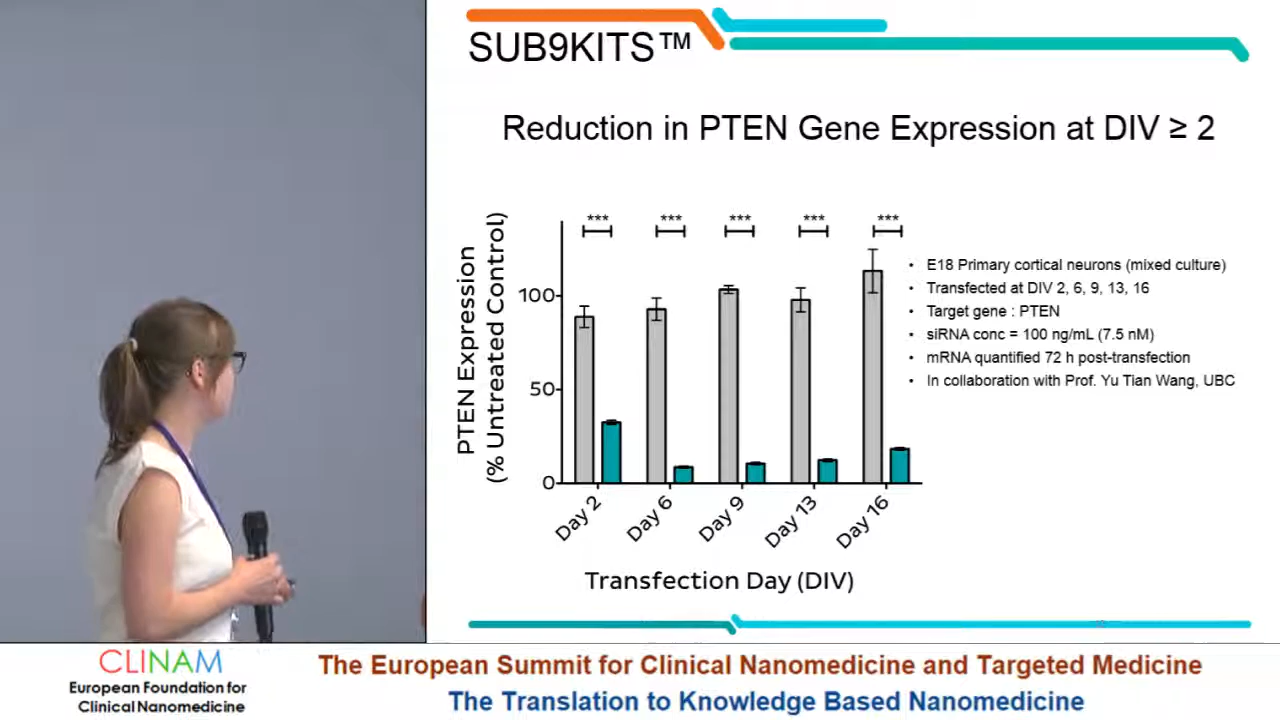 SUB9KITS™
Reduction in PTEN Gene Expression at DIV ≥ 2
PTEN Expression
(% Untreated Control)
100
50
0
***
***
***
***
***
Day 2
Day 6
Day 9
Day 13
Day 16
Transfection Day (DIV)
• E18 Primary cortical neurons (mixed culture)
• Transfected at DIV 2, 6, 9, 13, 16
• Target gene : PTEN
• siRNA conc = 100 ng/mL (7.5 nM)
• mRNA quantified 72 h post-transfection
• In collaboration with Prof. Yu Tian Wang, UBC
CLINAM
European Foundation for
Clinical Nanomedicine
The European Summit for Clinical Nanomedicine and Targeted Medicine
The Translation to Knowledge Based Nanomedicine